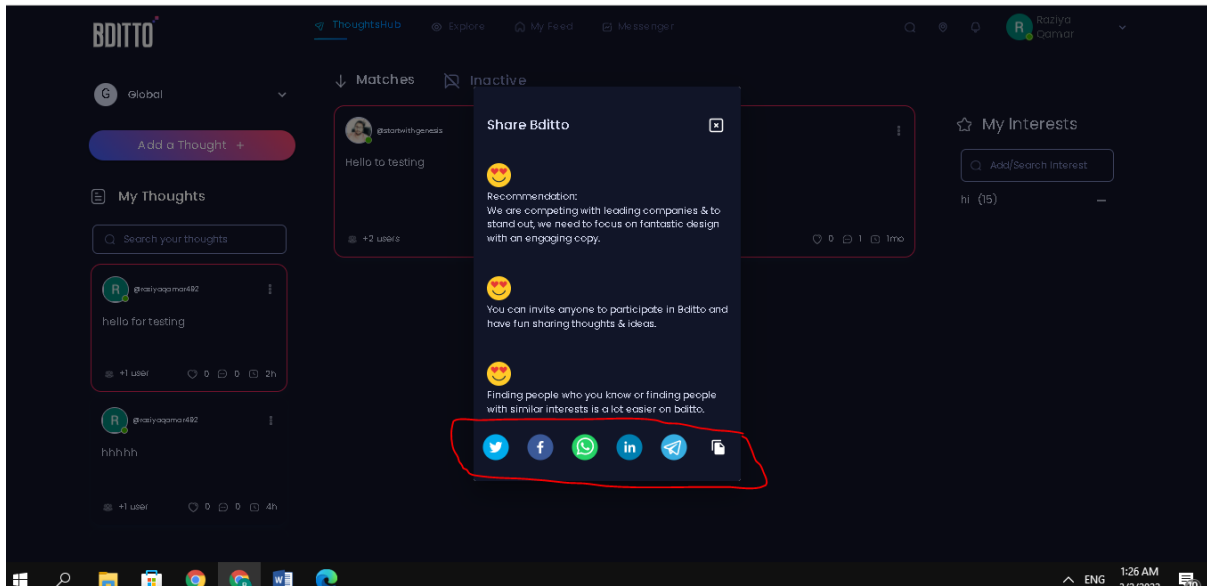 BDITTO
ThoughtsHub
Explore
My Feed
Messenger
R
Raziya
Qamar
G
Global
Add a Thought +
My Thoughts
Search your thoughts
R
@raziyaqamar492
hello for testing
+1 user
0
0
2h
R
@raziyaqamar492
hhhhh
+1 user
0
0
4h
Matches
Inactive
@startwithgenesis
Hello to testing
+2 users
0
1
1mo
Share Bditto
Recommendation:
We are competing with leading companies & to
stand out, we need to focus on fantastic design
with an engaging copy.
You can invite anyone to participate in Bditto and
have fun sharing thoughts & ideas.
Finding people who you know or finding people
with similar interests is a lot easier on bditto.
f
in
My Interests
Add/Search Interest
hi (15)
W
ENG
1:26 AM